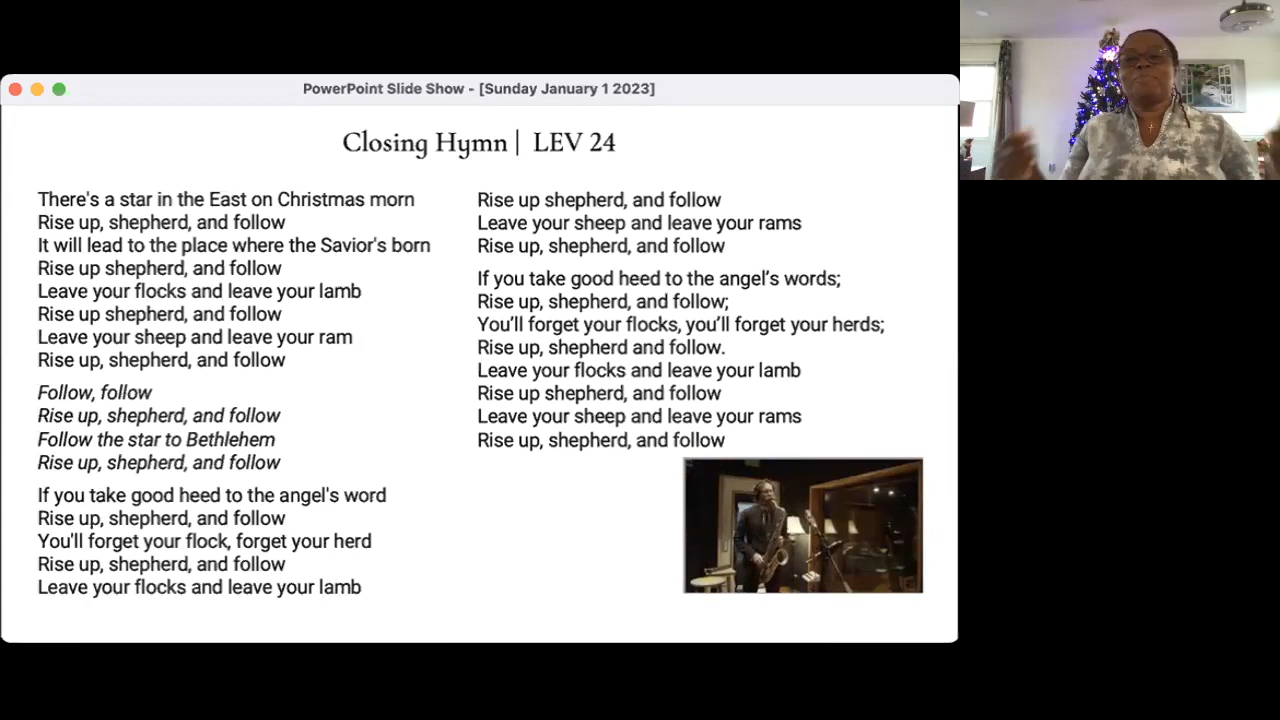 PowerPoint Slide Show - [Sunday January 1 2023]
Closing Hymn | LEV 24
There's a star in the East on Christmas morn
Rise up, shepherd, and follow
It will lead to the place where the Savior's born
Rise up shepherd, and follow
Leave your flocks and leave your lamb
Rise up shepherd, and follow
Leave your sheep and leave your ram
Rise up, shepherd, and follow
Follow, follow
Rise up, shepherd, and follow
Follow the star to Bethlehem
Rise up, shepherd, and follow
If you take good heed to the angel's word
Rise up, shepherd, and follow
You'll forget your flock, forget your herd
Rise up, shepherd, and follow
Leave your flocks and leave your lamb
Rise up shepherd, and follow
Leave your sheep and leave your rams
Rise up, shepherd, and follow
If you take good heed to the angel’s words;
Rise up, shepherd, and follow;
You’ll forget your flocks, you’ll forget your herds;
Rise up, shepherd and follow.
Leave your flocks and leave your lamb
Rise up shepherd, and follow
Leave your sheep and leave your rams
Rise up, shepherd, and follow